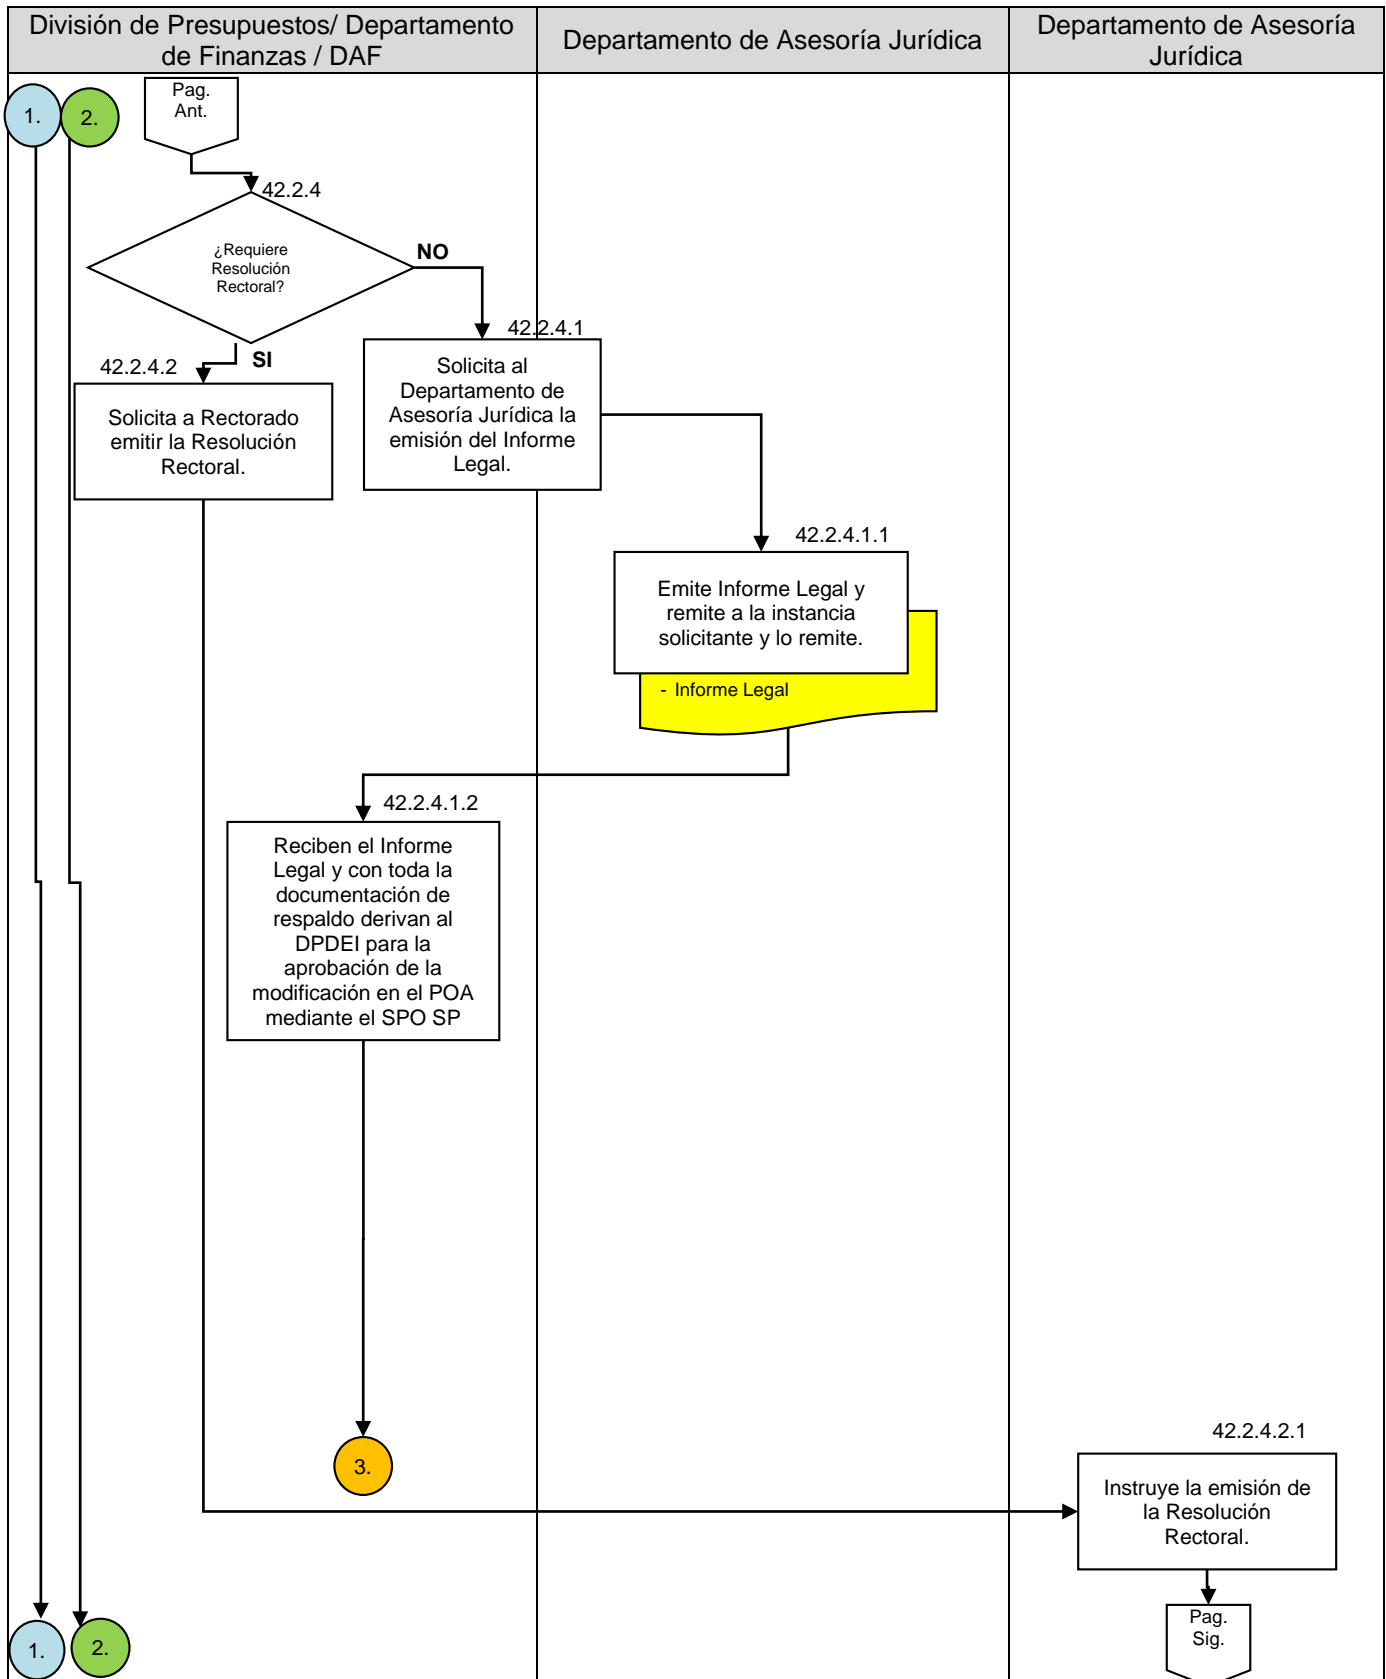 División de Presupuestos/ Departamento
de Finanzas / DAF
Departamento de Asesoría Jurídica
Departamento de Asesoría
Jurídica
1.
2.
Pag.
Ant.
42.2.4
¿Requiere
Resolución
Rectoral?
NO
SI
42.2.4.1
Solicita al
Departamento de
Asesoría Jurídica la
emisión del Informe
Legal.
42.2.4.2
Solicita a Rectorado
emitir la Resolución
Rectoral.
42.2.4.1.1
Emite Informe Legal y
remite a la instancia
solicitante y lo remite.
- Informe Legal
42.2.4.1.2
Reciben el Informe
Legal y con toda la
documentación de
respaldo derivan al
DPDEI para la
aprobación de la
modificación en el POA
mediante el SPO SP
3.
42.2.4.2.1
Instruye la emisión de
la Resolución
Rectoral.
Pag.
Sig.
1.
2.